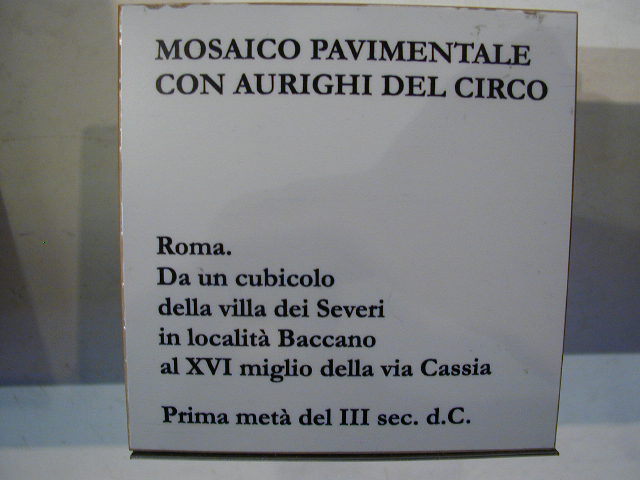 MOSAICO PAVIMENTALE
CON AURIGHI DEL CIRCO
Roma.
Da un cubicolo
della villa dei Severi
in località Baccano
al XVI miglio della via Cassia
Prima metà del III sec. d.C.